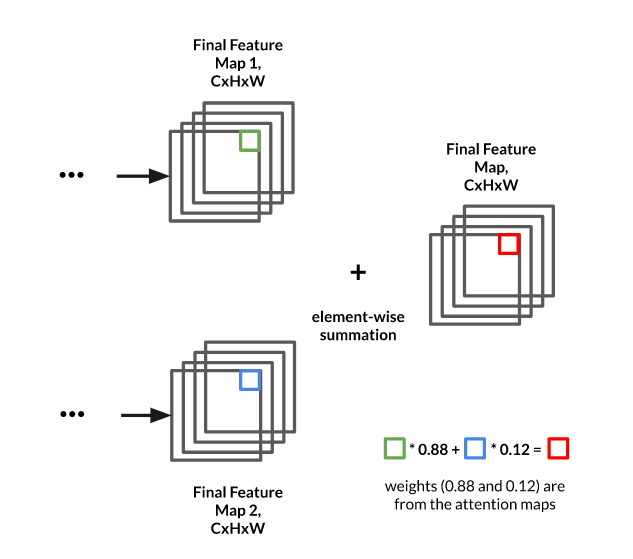 Final Feature
Map 1,
CxHxW
•••
Final Feature
Map,
CxHxW
+
element-wise
summation
•••
* 0.88 + * 0.12 =
weights (0.88 and 0.12) are
from the attention maps
Final Feature
Map 2,
CxHxW